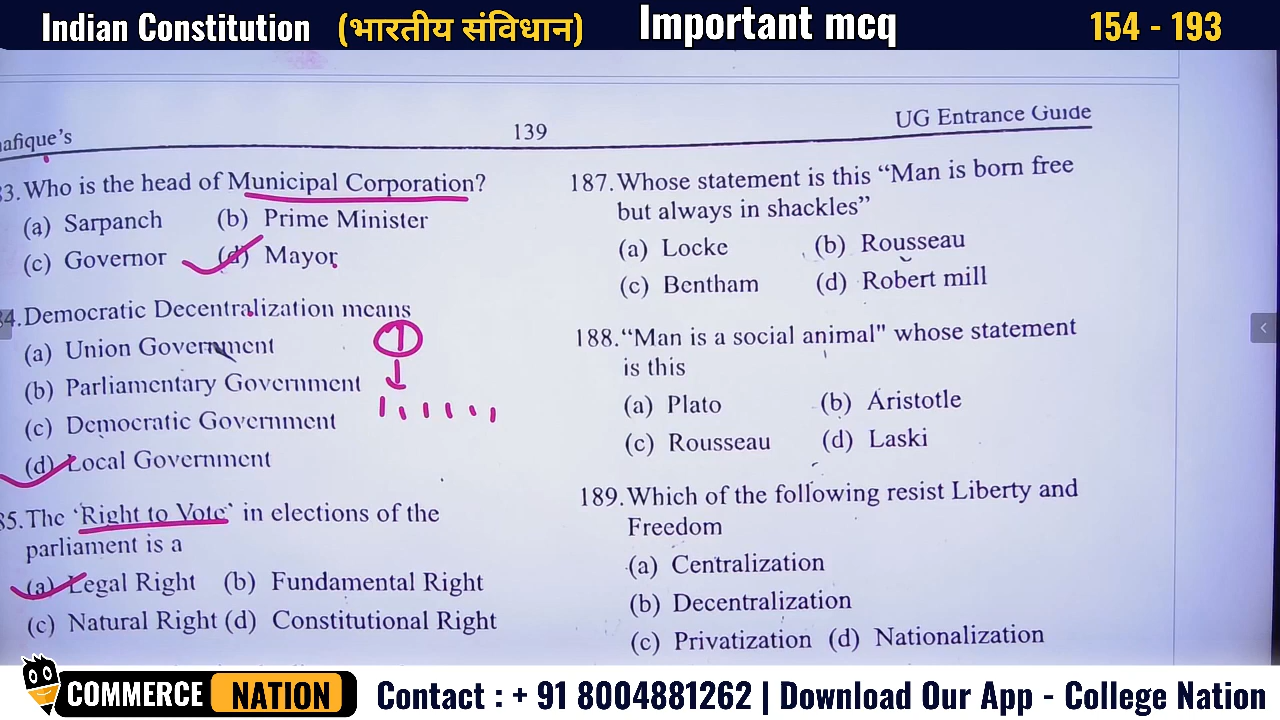 Indian Constitution (भारतीय संविधान) Important mcq 154 - 193
afique's 139 UG Entrance Guide
3. Who is the head of Municipal Corporation?
(a) Sarpanch (b) Prime Minister
(c) Governor (d) Mayor
84. Democratic Decentralization means
(a) Union Government
(b) Parliamentary Government
(c) Democratic Government
(d) Local Government
85. The ‘Right to Vote’ in elections of the
parliament is a
(a) Legal Right (b) Fundamental Right
(c) Natural Right (d) Constitutional Right
187. Whose statement is this “Man is born free
but always in shackles”
(a) Locke (b) Rousseau
(c) Bentham (d) Robert mill
188. “Man is a social animal" whose statement
is this
(a) Plato (b) Aristotle
(c) Rousseau (d) Laski
189. Which of the following resist Liberty and
Freedom
(a) Centralization
(b) Decentralization
(c) Privatization (d) Nationalization
COMMERCE NATION Contact : + 91 8004881262 | Download Our App - College Nation